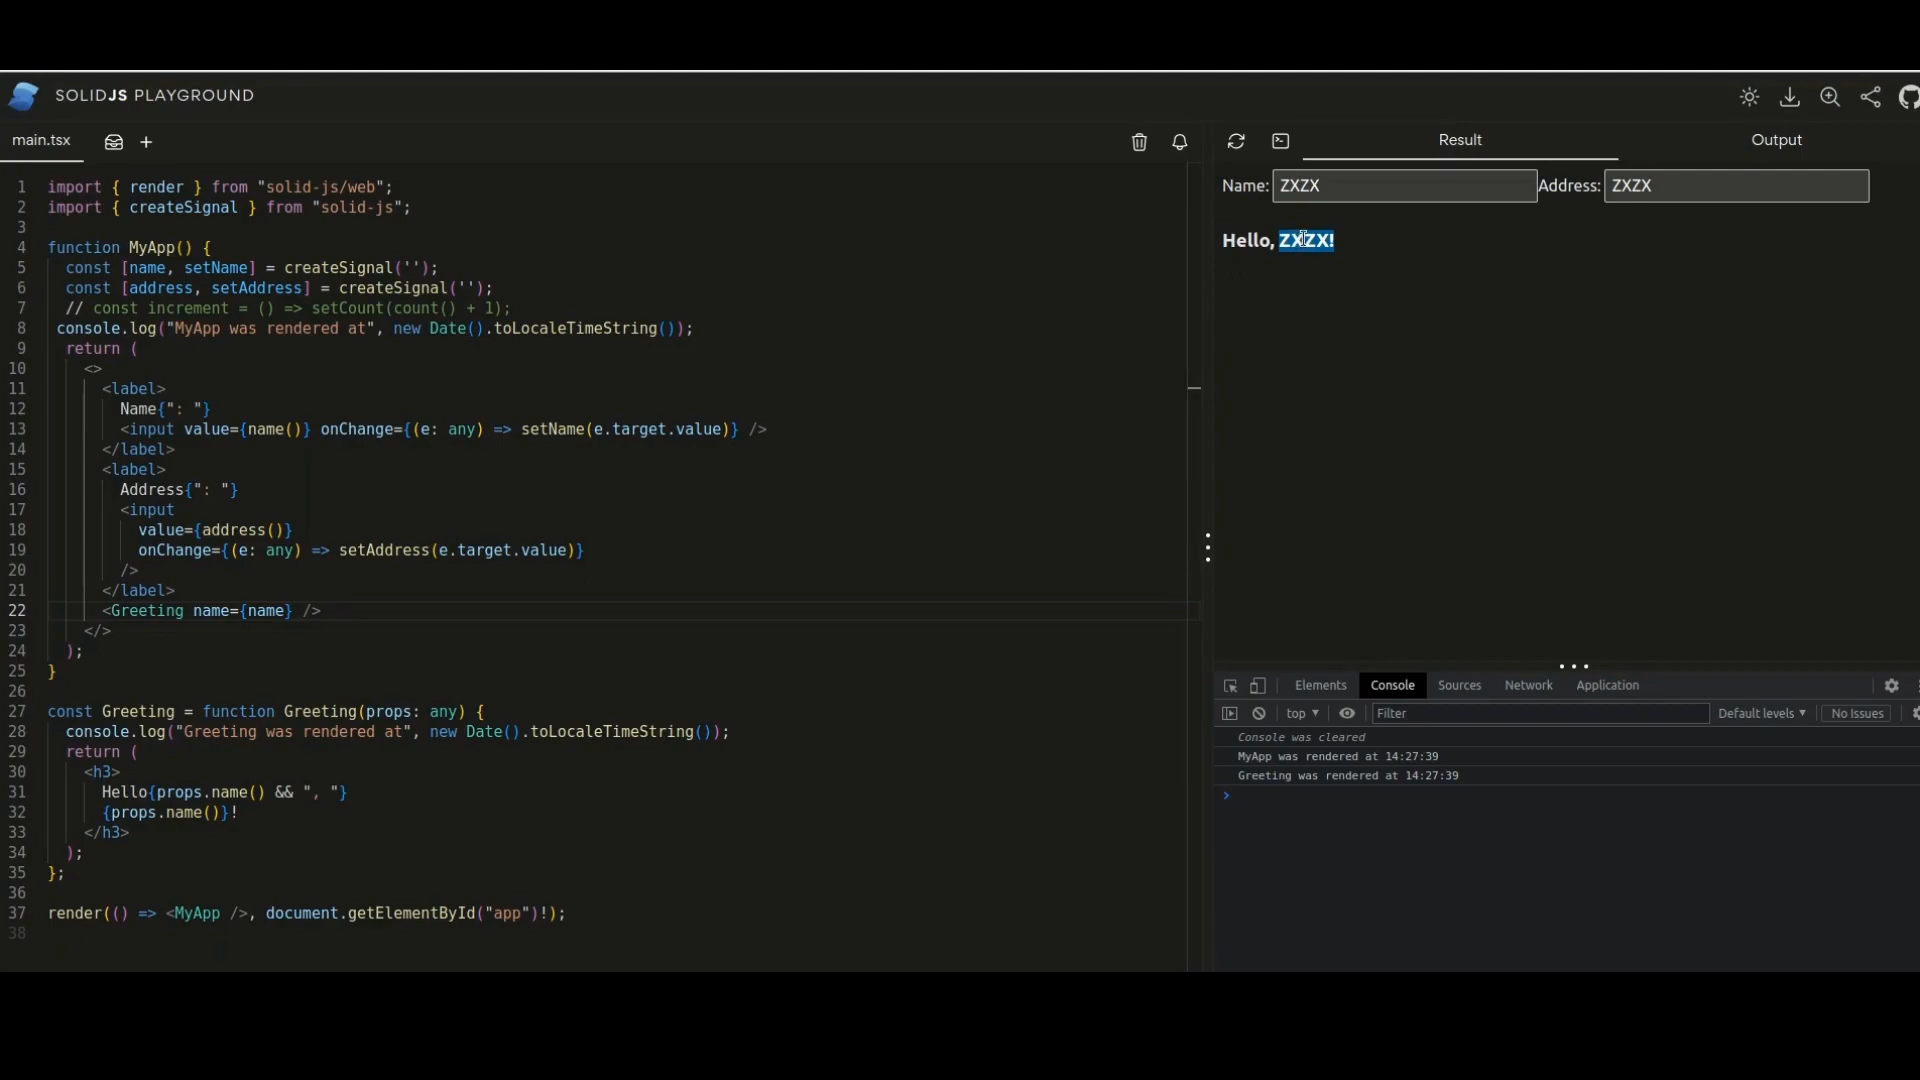 SOLIDJS PLAYGROUND
main.tsx
Result
Output
1 import { render } from "solid-js/web";
2 import { createSignal } from "solid-js";
3
4 function MyApp() {
5 const [name, setName] = createSignal('');
6 const [address, setAddress] = createSignal('');
7 // const increment = () => setCount(count() + 1);
8 console.log("MyApp was rendered at", new Date().toLocaleTimeString());
9 return (
10 <>
11 <label>
12 Name{": "}
13 <input value={name()} onChange={(e: any) => setName(e.target.value)} />
14 </label>
15 <label>
16 Address{": "}
17 <input
18 value={address()}
19 onChange={(e: any) => setAddress(e.target.value)}
20 />
21 </label>
22 <Greeting name={name} />
23 </>
24 );
25 }
26
27 const Greeting = function Greeting(props: any) {
28 console.log("Greeting was rendered at", new Date().toLocaleTimeString());
29 return (
30 <h3>
31 Hello{props.name() && ", "}
32 {props.name()}!
33 </h3>
34 );
35 };
36
37 render(() => <MyApp />, document.getElementById("app")!);
38
Name: ZXZX Address: ZXZX
Hello, ZXZX!
Elements Console Sources Network Application
top Filter Default levels No Issues
Console was cleared
MyApp was rendered at 14:27:39
Greeting was rendered at 14:27:39